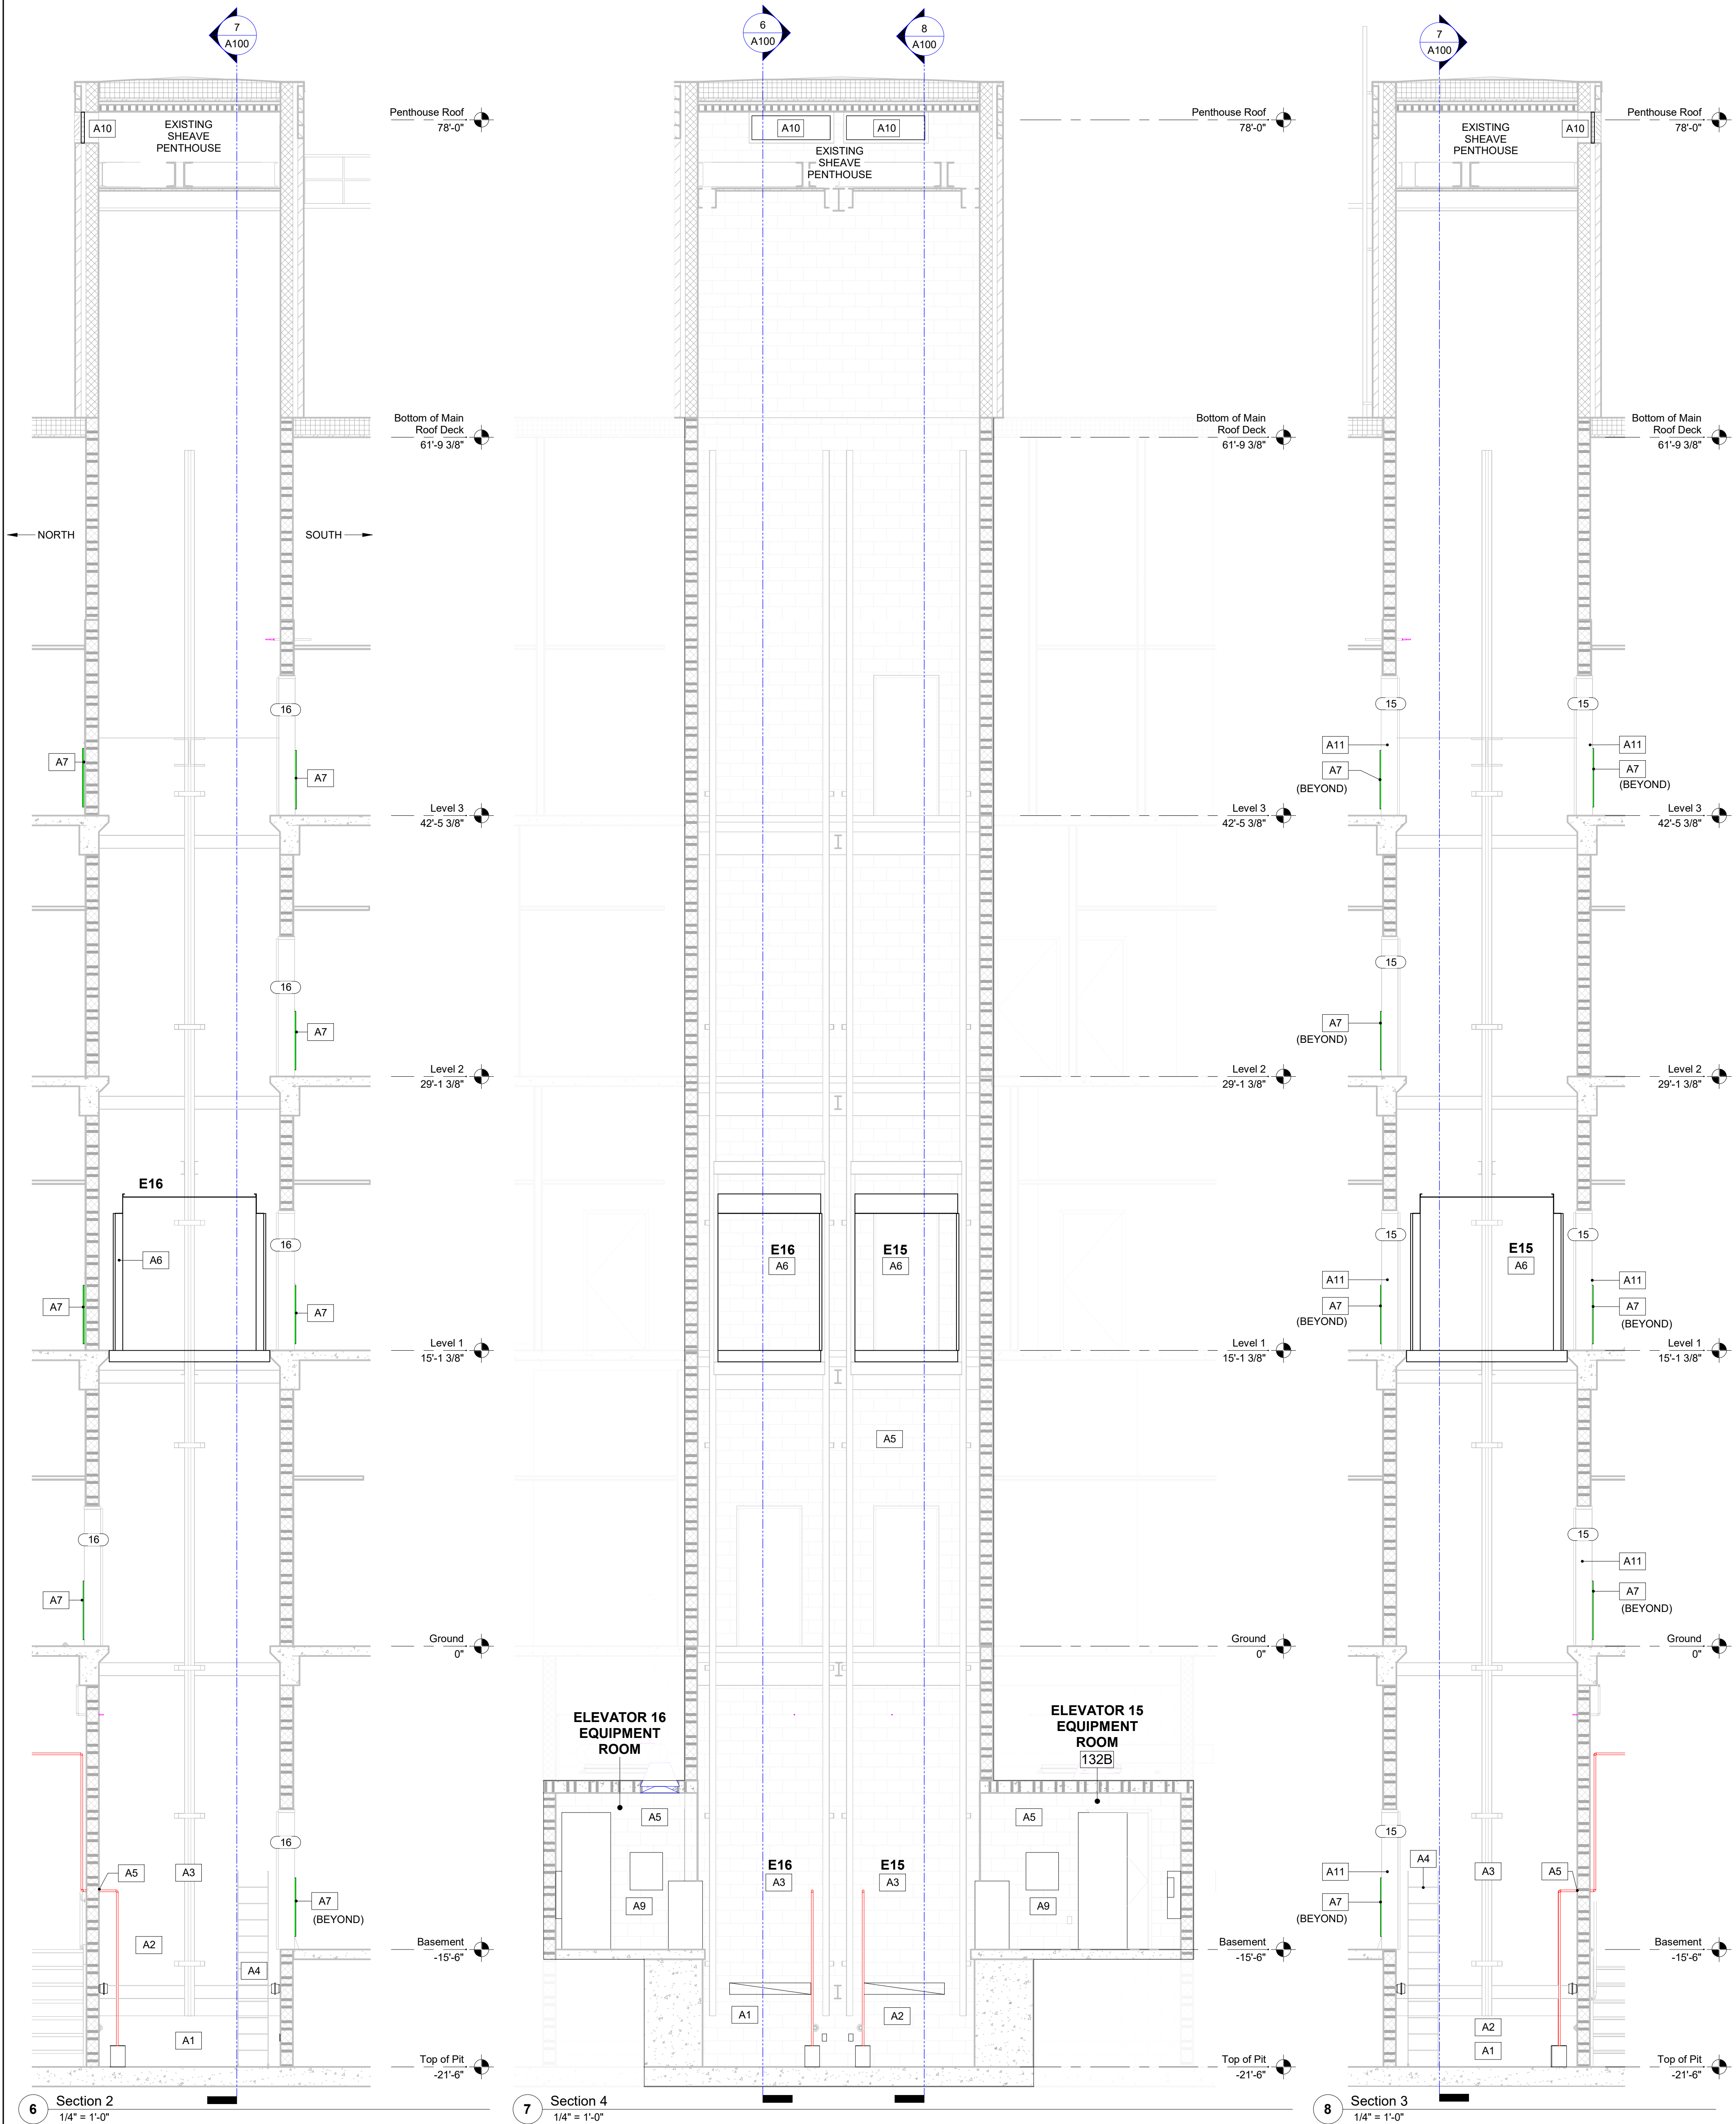 7
A100
6
A100
8
A100
7
A100
Penthouse Roof
78'-0"
A10
EXISTING
SHEAVE
PENTHOUSE
Bottom of Main
Roof Deck
61'-9 3/8"
NORTH
SOUTH
16
A7
A7
Level 3
42'-5 3/8"
16
A7
Level 2
29'-1 3/8"
E16
16
A6
A7
A7
Level 1
15'-1 3/8"
16
A7
Ground
0"
16
A5
A3
A7
(BEYOND)
A2
A4
Basement
-15'-6"
A1
Top of Pit
-21'-6"
6
Section 2
1/4" = 1'-0"
Penthouse Roof
78'-0"
A10
A10
EXISTING
SHEAVE
PENTHOUSE
Bottom of Main
Roof Deck
61'-9 3/8"
Level 3
42'-5 3/8"
Level 2
29'-1 3/8"
E16
A6
E15
A6
Level 1
15'-1 3/8"
A5
Ground
0"
ELEVATOR 16
EQUIPMENT
ROOM
ELEVATOR 15
EQUIPMENT
ROOM
132B
A5
A5
E16
A3
E15
A3
A9
A9
Basement
-15'-6"
A1
A2
Top of Pit
-21'-6"
7
Section 4
1/4" = 1'-0"
Penthouse Roof
78'-0"
EXISTING
SHEAVE
PENTHOUSE
A10
Bottom of Main
Roof Deck
61'-9 3/8"
15
15
A11
A11
A7
(BEYOND)
A7
(BEYOND)
Level 3
42'-5 3/8"
15
A7
(BEYOND)
Level 2
29'-1 3/8"
15
15
E15
A6
A11
A11
A7
(BEYOND)
A7
(BEYOND)
Level 1
15'-1 3/8"
15
A11
A7
(BEYOND)
Ground
0"
15
A11
A4
A3
A5
A7
(BEYOND)
Basement
-15'-6"
A2
A1
Top of Pit
-21'-6"
8
Section 3
1/4" = 1'-0"